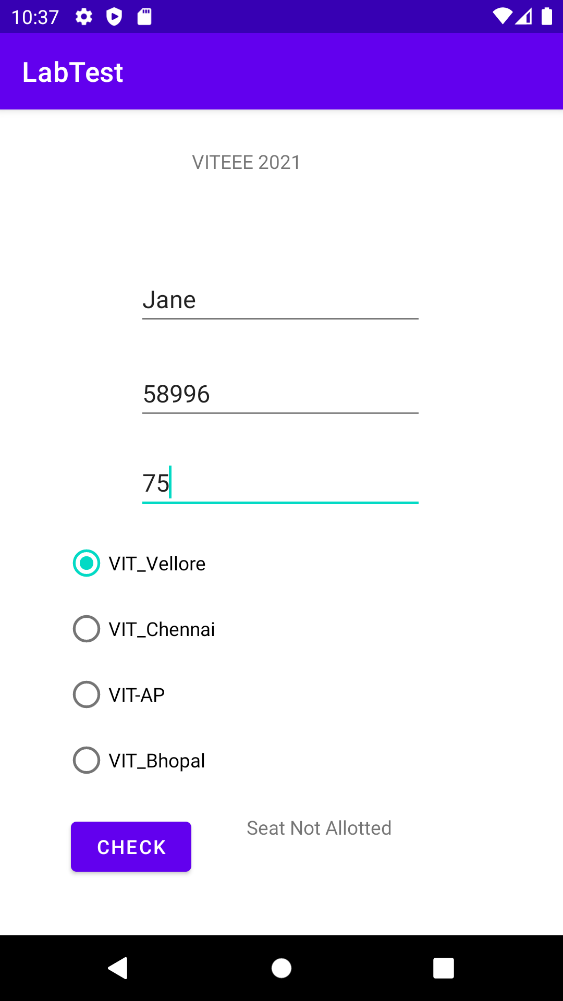 10:37
LabTest
VITEEE 2021
Jane
58996
75
VIT_Vellore
VIT_Chennai
VIT-AP
VIT_Bhopal
Seat Not Allotted
CHECK